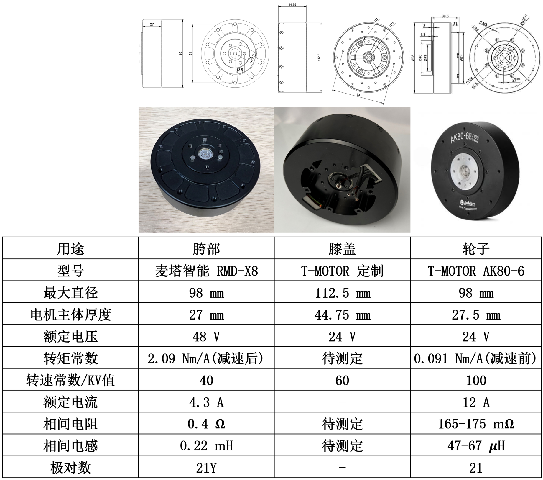 AK80-6
用途 胯部 膝盖 轮子
型号 麦塔智能 RMD-X8 T-MOTOR 定制 T-MOTOR AK80-6
最大直径 98 mm 112.5 mm 98 mm
电机主体厚度 27 mm 44.75 mm 27.5 mm
额定电压 48 V 24 V 24 V
转矩常数 2.09 Nm/A(减速后) 待测定 0.091 Nm/A(减速前)
转速常数/KV值 40 60 100
额定电流 4.3 A 12 A
相间电阻 0.4 Ω 待测定 165-175 mΩ
相间电感 0.22 mH 待测定 47-67 μH
极对数 21Y - 21